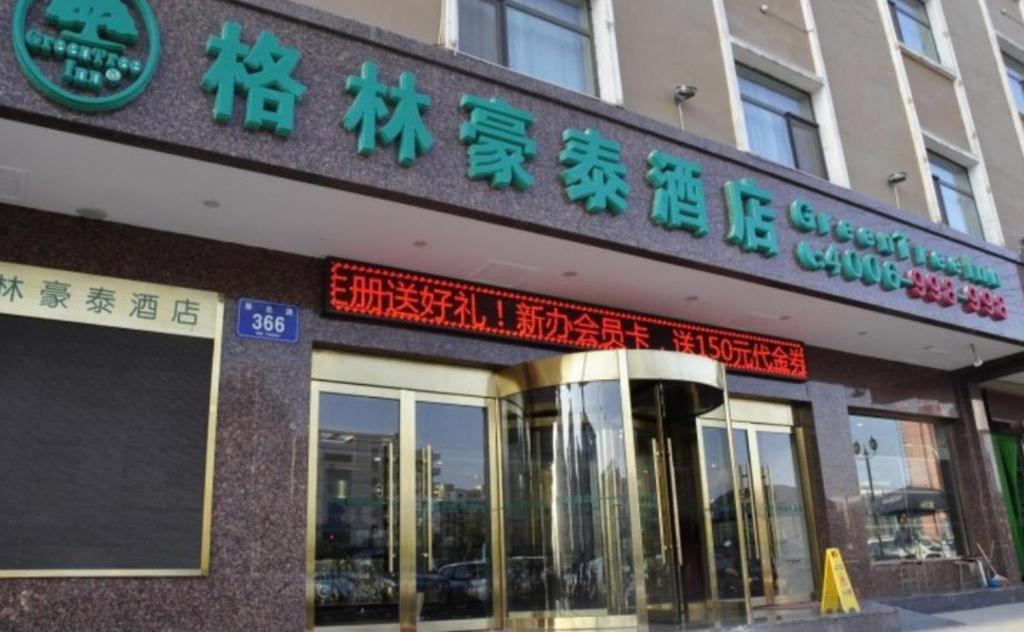 GreenTree
Inn
格林豪泰酒店
GreenTreeInn
4006-998-998
林豪泰酒店
366
册送好礼！新办会员卡，送150元代金券